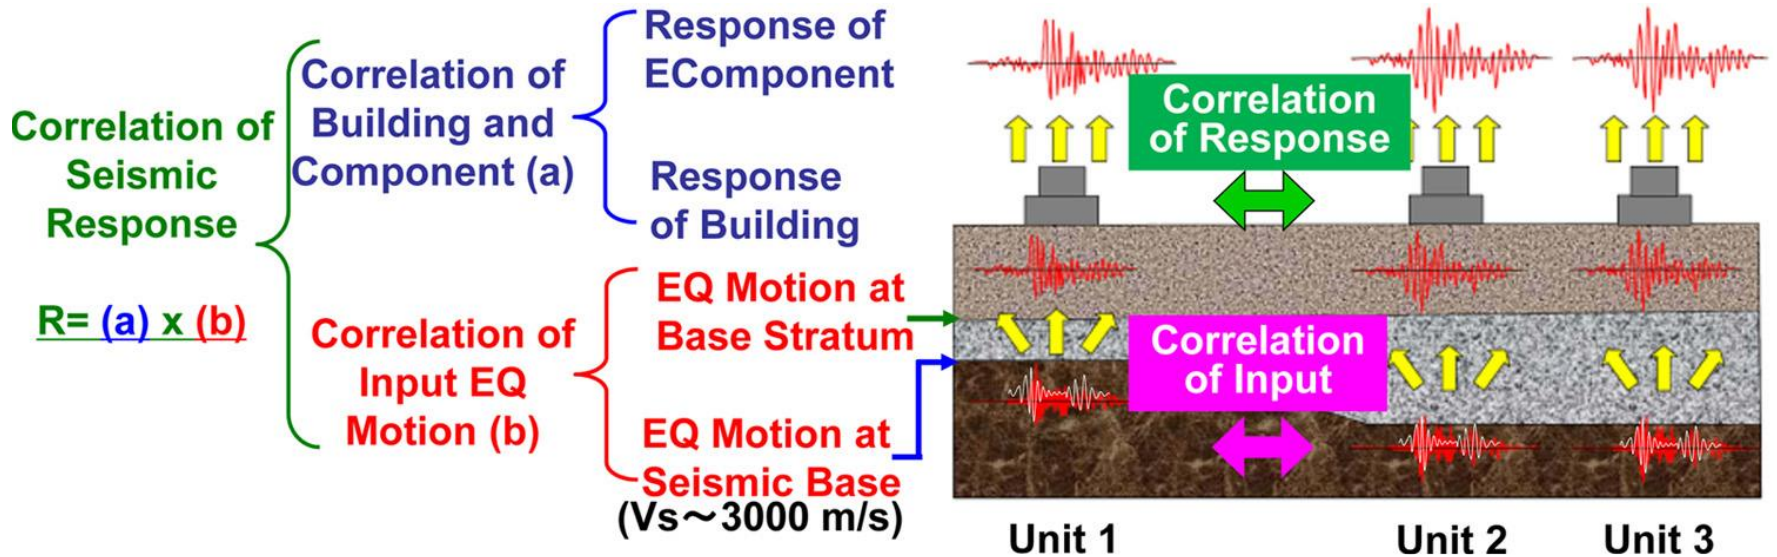 Correlation of
Seismic
Response
R= (a) x (b)
Correlation of
Building and
Component (a)
Correlation of
Input EQ
Motion (b)
Response of
EComponent
Response
of Building
EQ Motion at
Base Stratum
EQ Motion at
Seismic Base
(Vs～3000 m/s)
Correlation
of Response
Correlation
of Input
Unit 1
Unit 2
Unit 3